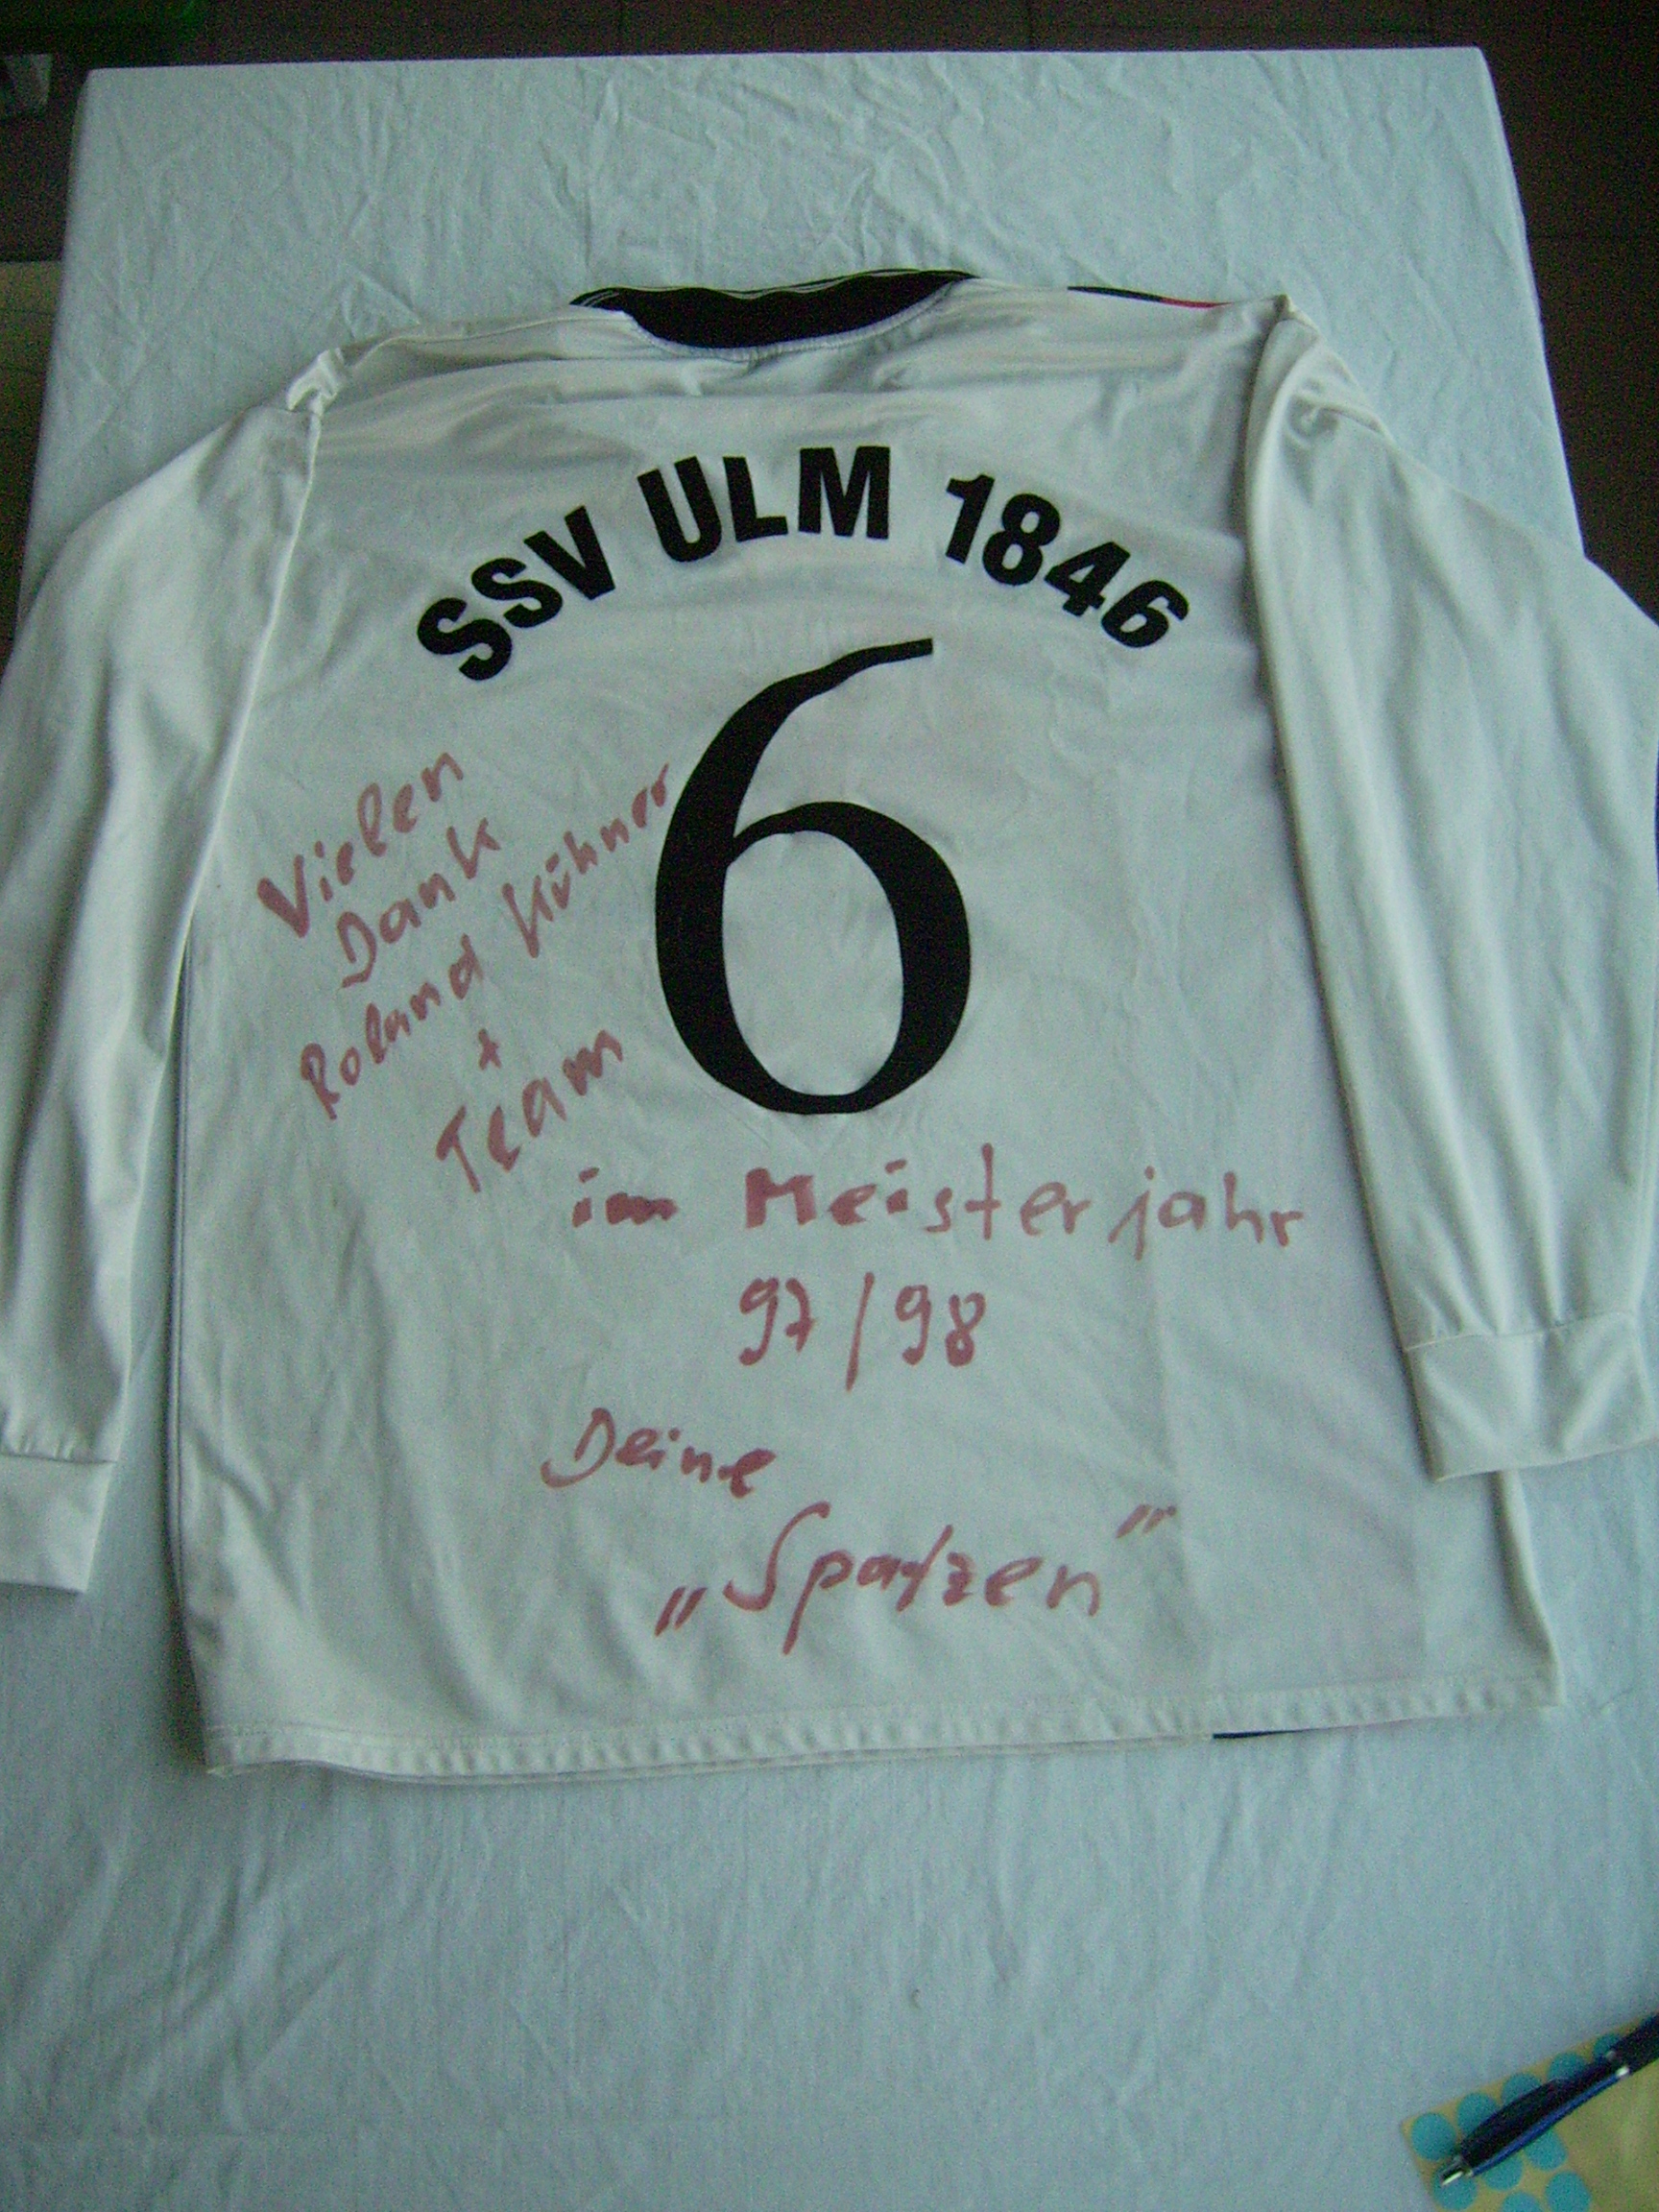 SSV ULM 1846
6
Vielen
Dank
Roland Kühner
+
Team
im Meisterjahr
97/98
Deine
„Spatzen”